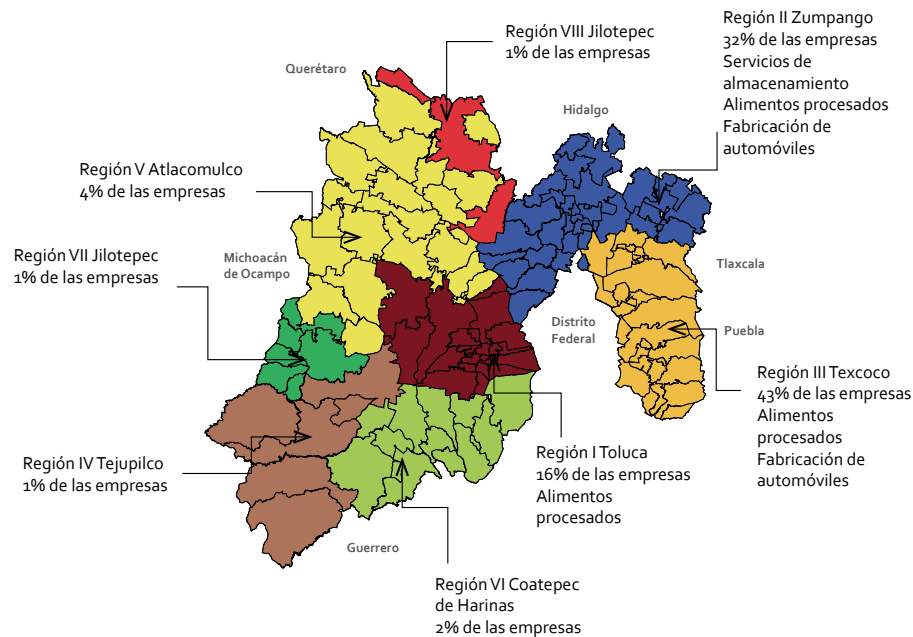 Región VIII Jilotepec
1% de las empresas
Región II Zumpango
32% de las empresas
Servicios de
almacenamiento
Alimentos procesados
Fabricación de
automóviles
Querétaro
Hidalgo
Región V Atlacomulco
4% de las empresas
Región VII Jilotepec
1% de las empresas
Michoacán
de Ocampo
Tlaxcala
Distrito
Federal
Puebla
Región III Texcoco
43% de las empresas
Alimentos
procesados
Fabricación de
automóviles
Región IV Tejupilco
1% de las empresas
Región I Toluca
16% de las empresas
Alimentos
procesados
Guerrero
Región VI Coatepec
de Harinas
2% de las empresas